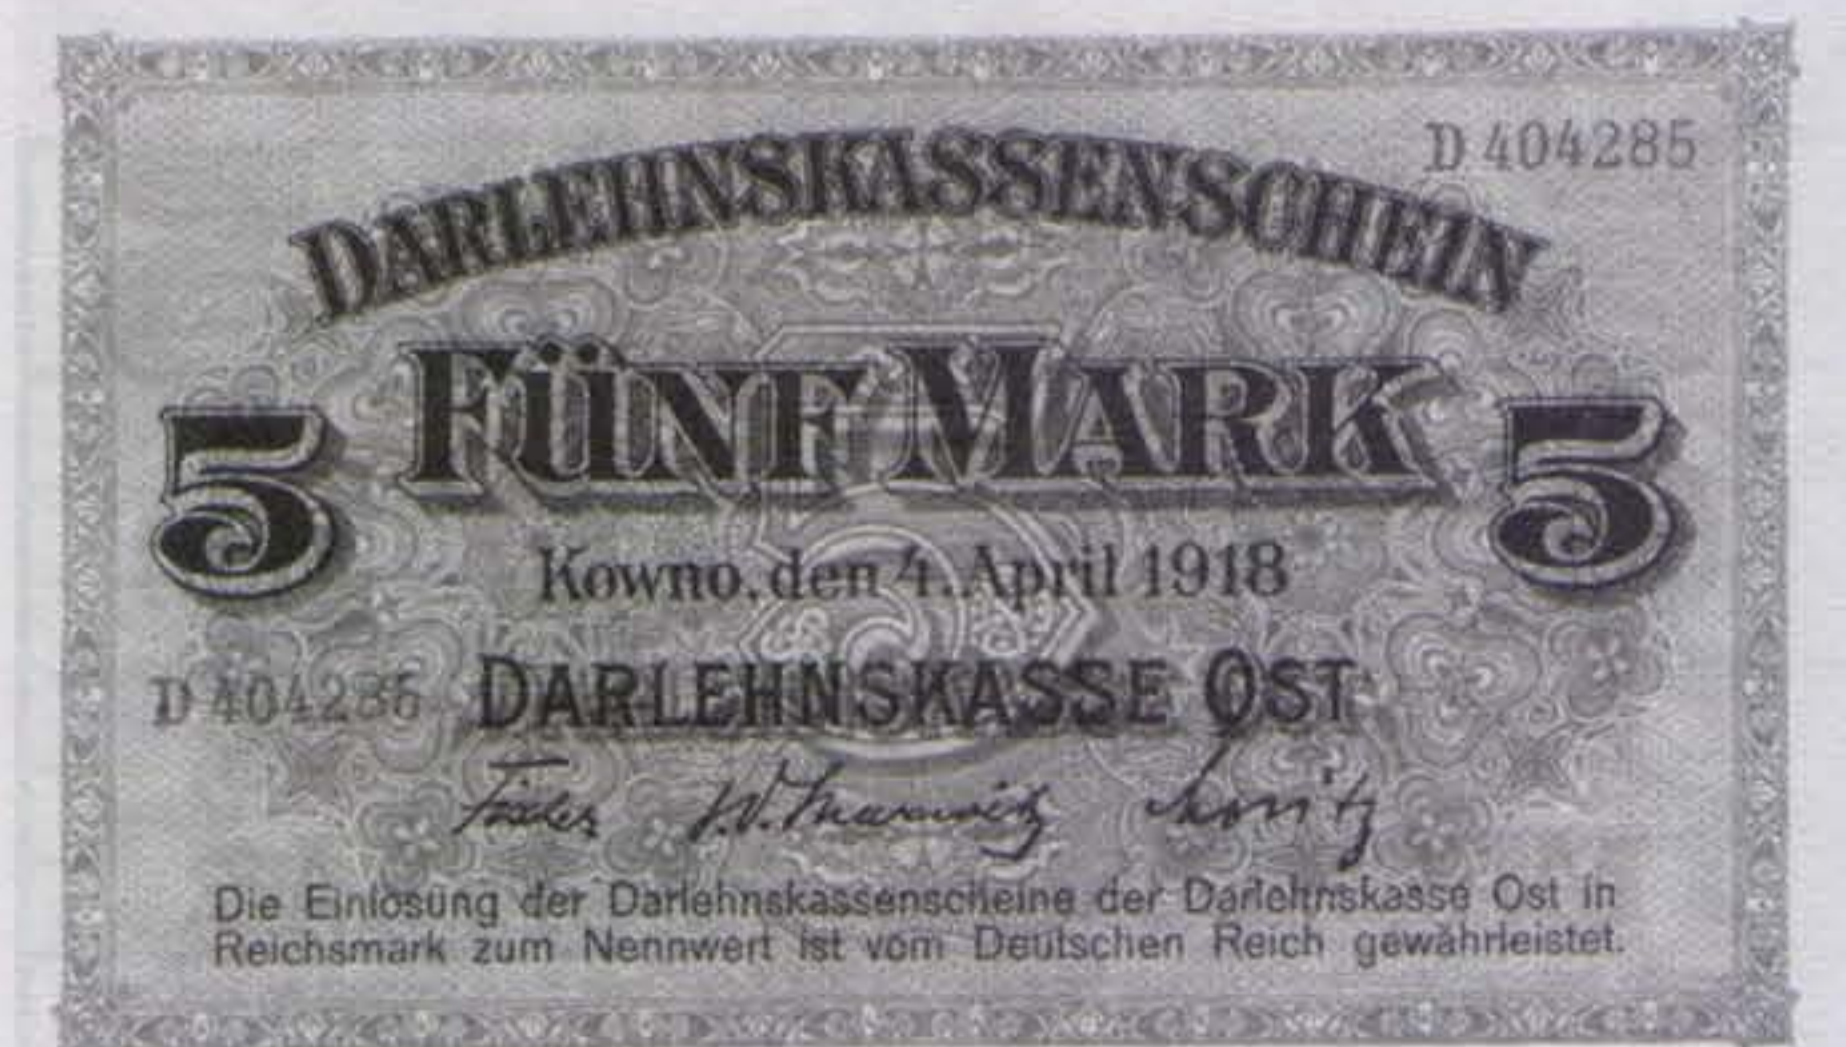 D 404285
DARLEHNSKASSENSCHEIN
5 FÜNF MARK 5
Kowno, den 4. April 1918
D 404285 DARLEHNSKASSE OST
Die Einlösung der Darlehnskassenscheine der Darlehnskasse Ost in
Reichsmark zum Nennwert ist vom Deutschen Reich gewährleistet.